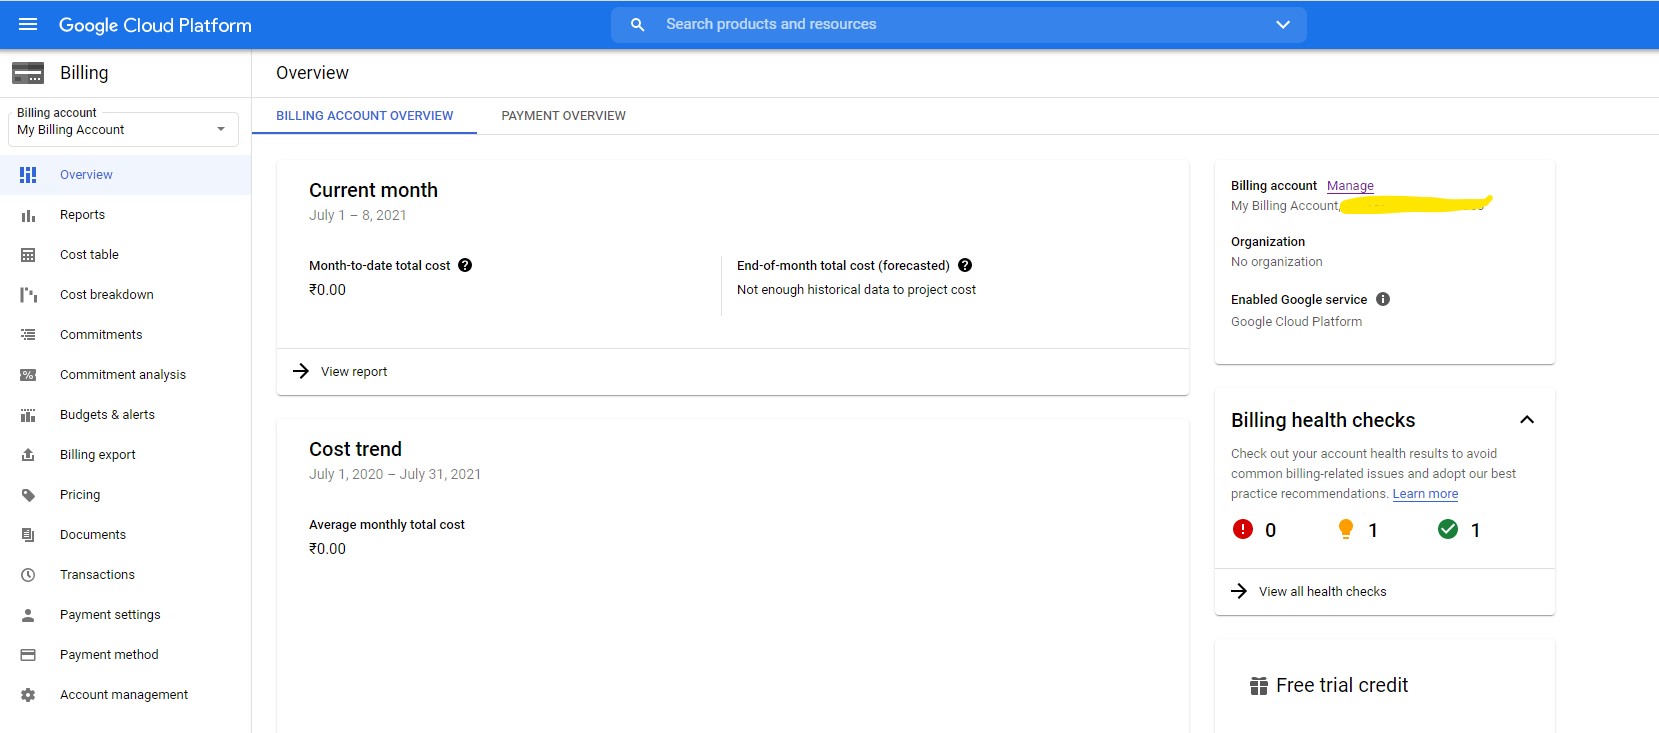 Google Cloud Platform
Search products and resources
Billing
Billing account
My Billing Account
Overview
Reports
Cost table
Cost breakdown
Commitments
Commitment analysis
Budgets & alerts
Billing export
Pricing
Documents
Transactions
Payment settings
Payment method
Account management
Overview
BILLING ACCOUNT OVERVIEW
PAYMENT OVERVIEW
Current month
July 1 – 8, 2021
Month-to-date total cost
₹0.00
End-of-month total cost (forecasted)
Not enough historical data to project cost
View report
Cost trend
July 1, 2020 – July 31, 2021
Average monthly total cost
₹0.00
Billing account Manage
My Billing Account,
Organization
No organization
Enabled Google service
Google Cloud Platform
Billing health checks
Check out your account health results to avoid
common billing-related issues and adopt our best
practice recommendations. Learn more
0 1 1
View all health checks
Free trial credit